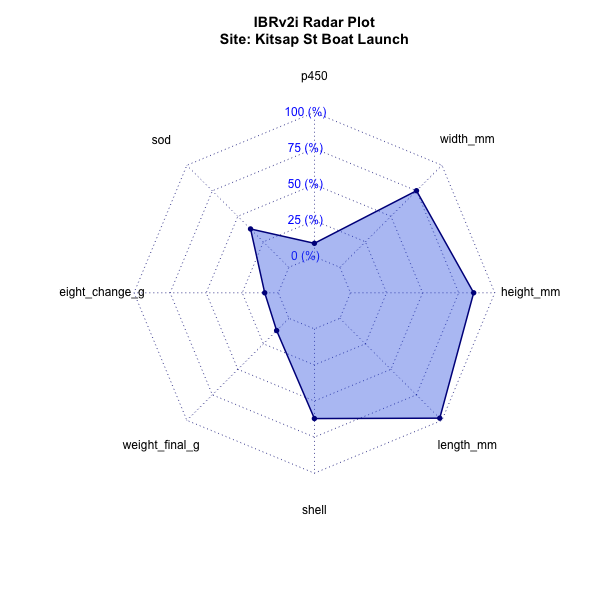 IBRv2i Radar Plot
Site: Kitsap St Boat Launch
p450
100 (%)
sod
width_mm
75 (%)
50 (%)
25 (%)
0 (%)
eight_change_g
height_mm
weight_final_g
length_mm
shell